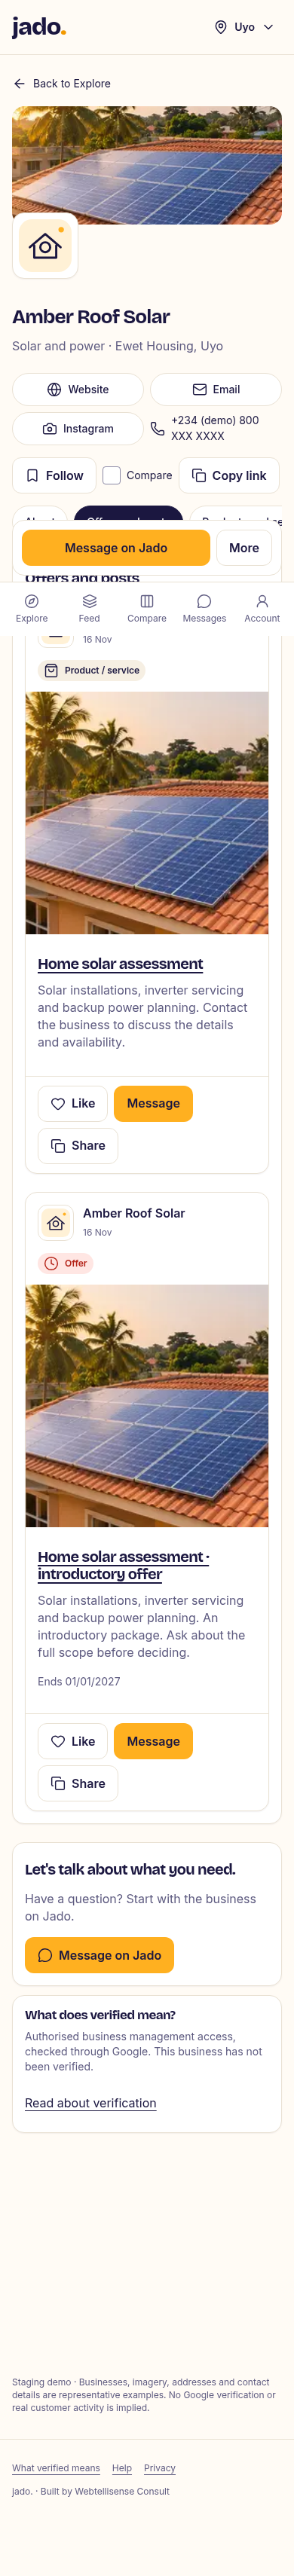 jado.
Uyo
Back to Explore
Amber Roof Solar
Solar and power · Ewet Housing, Uyo
Website
Email
Instagram
+234 (demo) 800
XXX XXXX
Follow
Compare
Copy link
Message on Jado
More
Offers and posts
Explore
Feed
Compare
Messages
Account
16 Nov
Product / service
Home solar assessment
Solar installations, inverter servicing
and backup power planning. Contact
the business to discuss the details
and availability.
Like
Message
Share
Amber Roof Solar
16 Nov
Offer
Home solar assessment ·
introductory offer
Solar installations, inverter servicing
and backup power planning. An
introductory package. Ask about the
full scope before deciding.
Ends 01/01/2027
Like
Message
Share
Let's talk about what you need.
Have a question? Start with the business
on Jado.
Message on Jado
What does verified mean?
Authorised business management access,
checked through Google. This business has not
been verified.
Read about verification
Staging demo · Businesses, imagery, addresses and contact
details are representative examples. No Google verification or
real customer activity is implied.
What verified means
Help
Privacy
jado. · Built by Webtellisense Consult